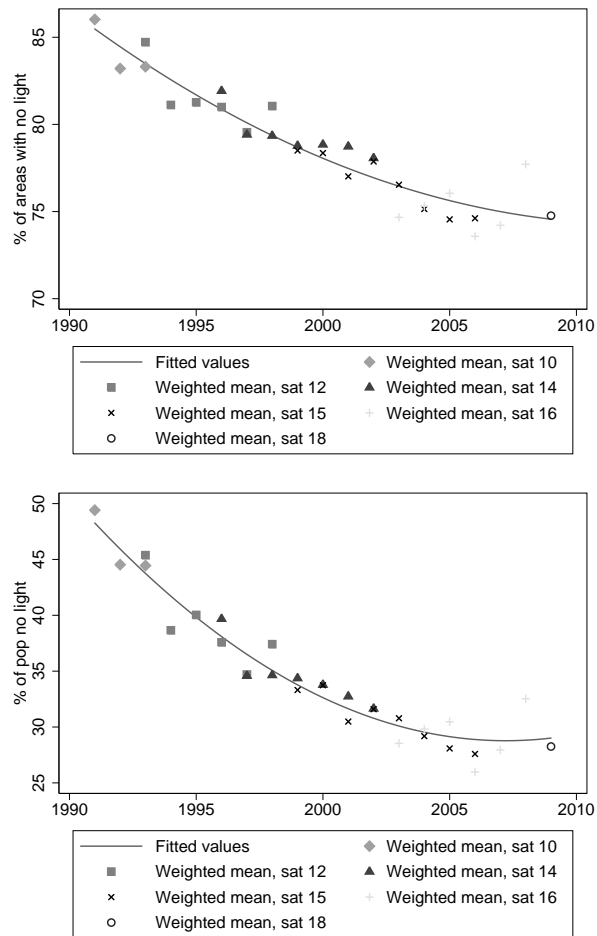 % of areas with no light
85
80
75
70
1990 1995 2000 2005 2010
Fitted values Weighted mean, sat 10
Weighted mean, sat 12 Weighted mean, sat 14
Weighted mean, sat 15 Weighted mean, sat 16
Weighted mean, sat 18
% of pop no light
50
45
40
35
30
25
1990 1995 2000 2005 2010
Fitted values Weighted mean, sat 10
Weighted mean, sat 12 Weighted mean, sat 14
Weighted mean, sat 15 Weighted mean, sat 16
Weighted mean, sat 18